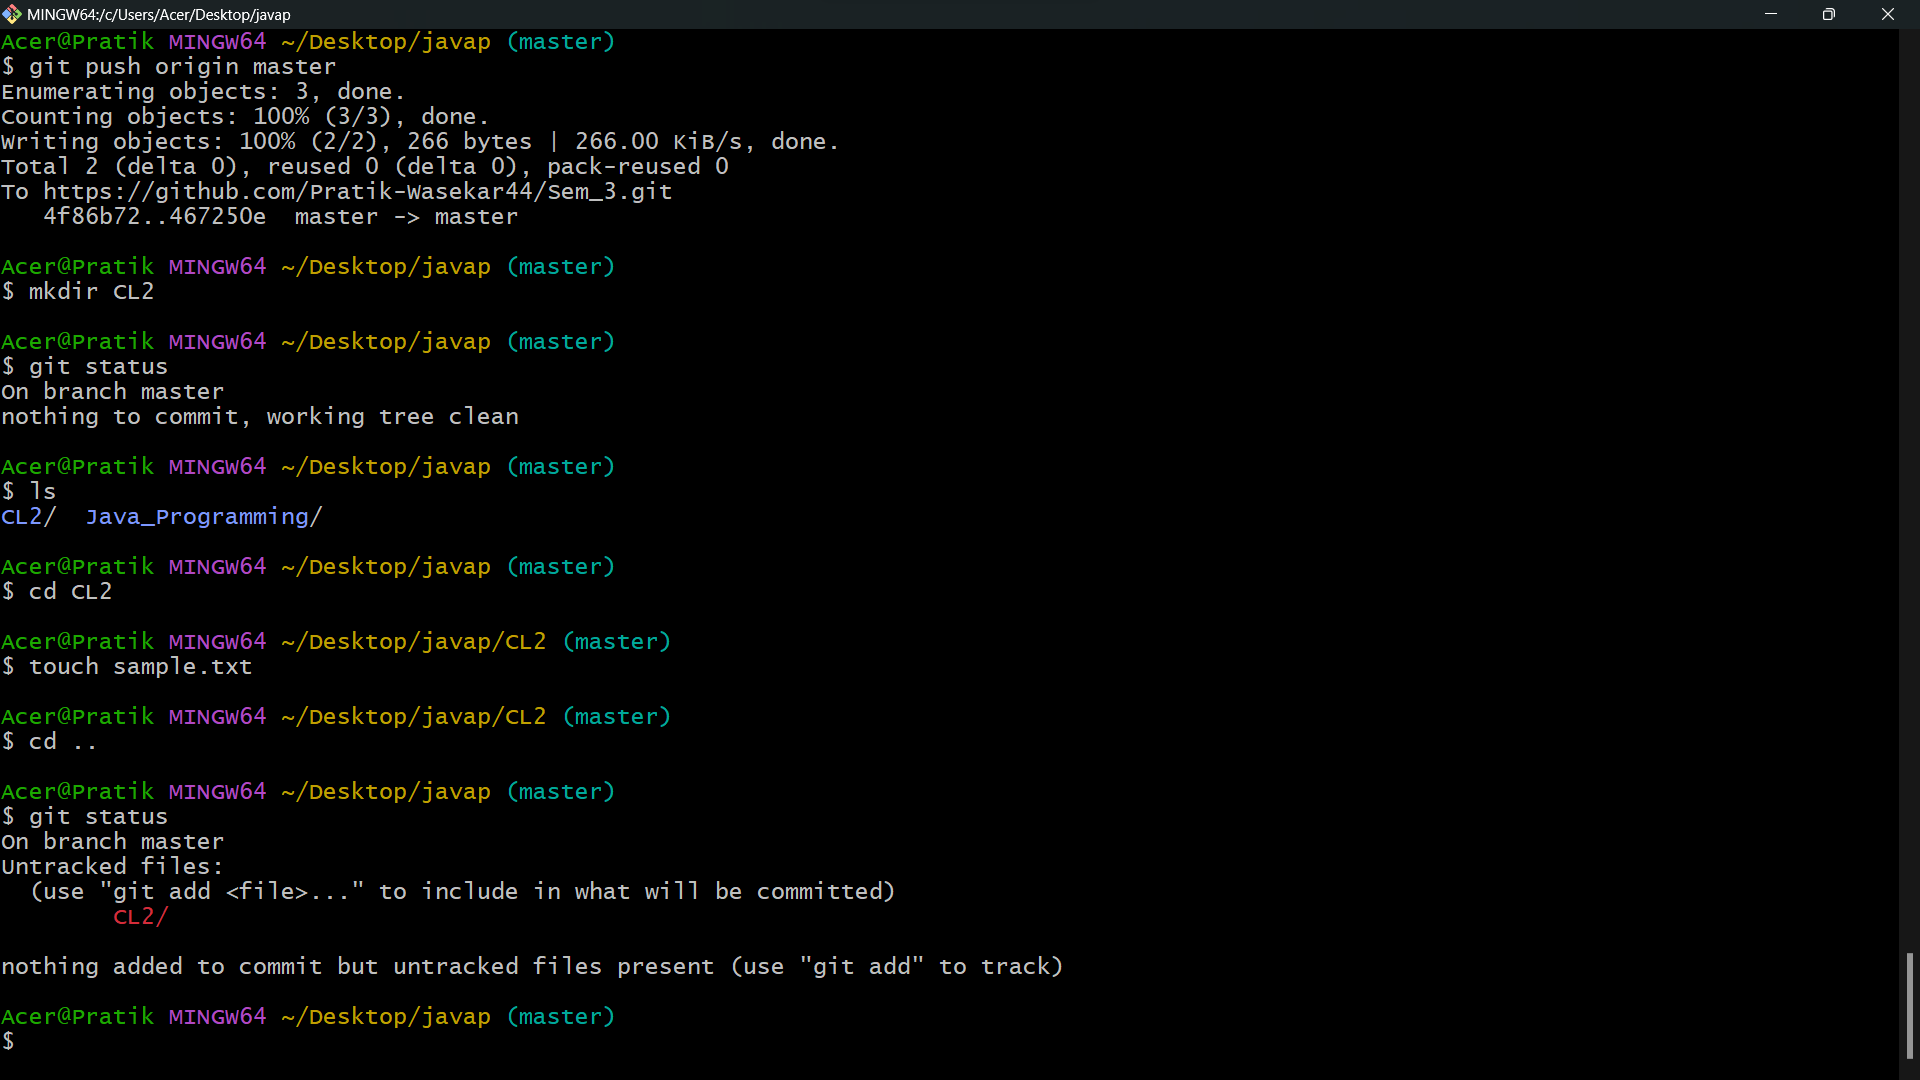 MINGW64:/c/Users/Acer/Desktop/javap
Acer@Pratik MINGW64 ~/Desktop/javap (master)
$ git push origin master
Enumerating objects: 3, done.
Counting objects: 100% (3/3), done.
Writing objects: 100% (2/2), 266 bytes | 266.00 KiB/s, done.
Total 2 (delta 0), reused 0 (delta 0), pack-reused 0
To https://github.com/Pratik-Wasekar44/Sem_3.git
   4f86b72..467250e  master -> master
Acer@Pratik MINGW64 ~/Desktop/javap (master)
$ mkdir CL2
Acer@Pratik MINGW64 ~/Desktop/javap (master)
$ git status
On branch master
nothing to commit, working tree clean
Acer@Pratik MINGW64 ~/Desktop/javap (master)
$ ls
CL2/  Java_Programming/
Acer@Pratik MINGW64 ~/Desktop/javap (master)
$ cd CL2
Acer@Pratik MINGW64 ~/Desktop/javap/CL2 (master)
$ touch sample.txt
Acer@Pratik MINGW64 ~/Desktop/javap/CL2 (master)
$ cd ..
Acer@Pratik MINGW64 ~/Desktop/javap (master)
$ git status
On branch master
Untracked files:
  (use "git add <file>..." to include in what will be committed)
        CL2/
nothing added to commit but untracked files present (use "git add" to track)
Acer@Pratik MINGW64 ~/Desktop/javap (master)
$